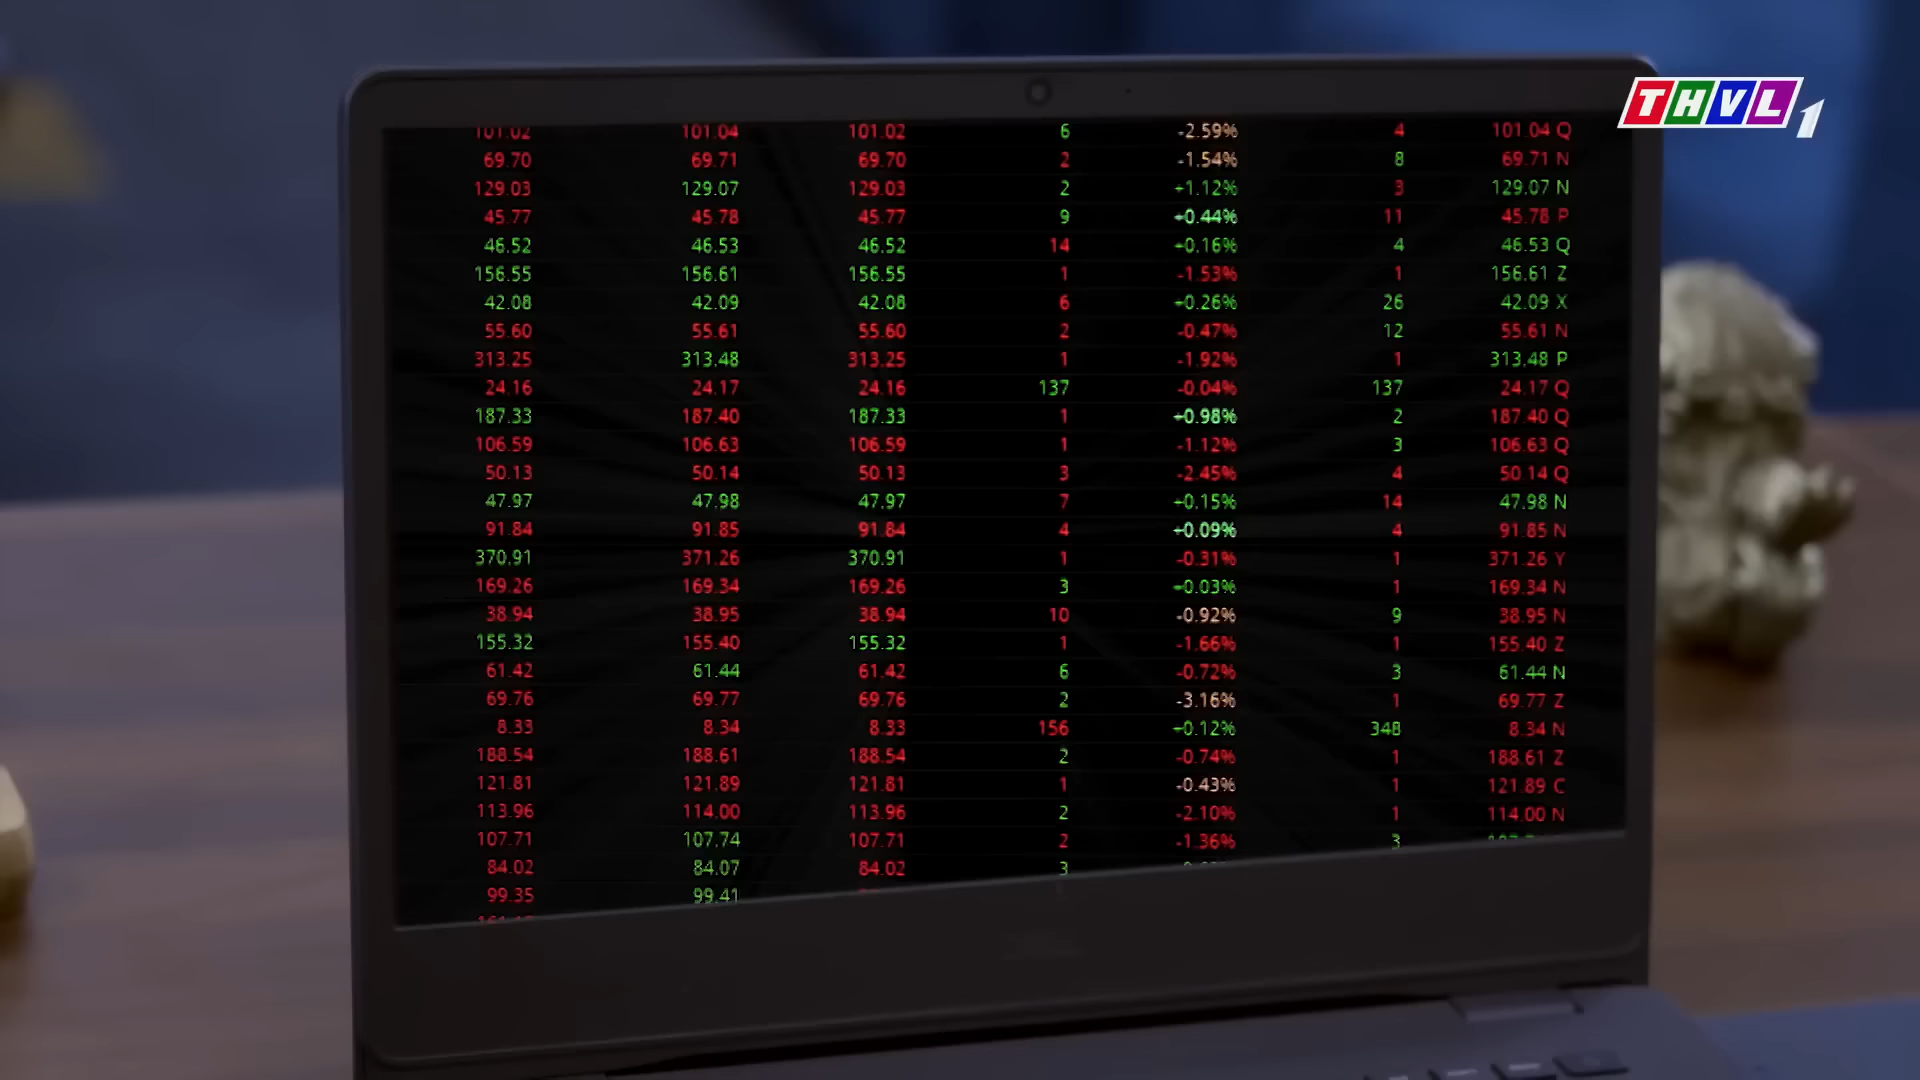 THVL1
101.02 101.04 101.02 6 -2.59% 4 101.04 Q
69.70 69.71 69.70 2 -1.54% 8 69.71 N
129.03 129.07 129.03 2 +1.12% 3 129.07 N
45.77 45.78 45.77 9 +0.44% 11 45.78 P
46.52 46.53 46.52 14 +0.16% 4 46.53 Q
156.55 156.61 156.55 1 -1.53% 1 156.61 Z
42.08 42.09 42.08 6 +0.26% 26 42.09 X
55.60 55.61 55.60 2 -0.47% 12 55.61 N
313.25 313.48 313.25 1 -1.92% 1 313.48 P
24.16 24.17 24.16 137 -0.04% 137 24.17 Q
187.33 187.40 187.33 1 +0.98% 2 187.40 Q
106.59 106.63 106.59 1 -1.12% 3 106.63 Q
50.13 50.14 50.13 3 -2.45% 4 50.14 Q
47.97 47.98 47.97 7 +0.15% 14 47.98 N
91.84 91.85 91.84 4 +0.09% 4 91.85 N
370.91 371.26 370.91 1 -0.31% 1 371.26 Y
169.26 169.34 169.26 3 +0.03% 1 169.34 N
38.94 38.95 38.94 10 -0.92% 9 38.95 N
155.32 155.40 155.32 1 -1.66% 1 155.40 Z
61.42 61.44 61.42 6 -0.72% 3 61.44 N
69.76 69.77 69.76 2 -3.16% 1 69.77 Z
8.33 8.34 8.33 156 +0.12% 348 8.34 N
188.54 188.61 188.54 2 -0.74% 1 188.61 Z
121.81 121.89 121.81 1 -0.43% 1 121.89 C
113.96 114.00 113.96 2 -2.10% 1 114.00 N
107.71 107.74 107.71 2 -1.36% 3
84.02 84.07 84.02 3
99.35 99.41